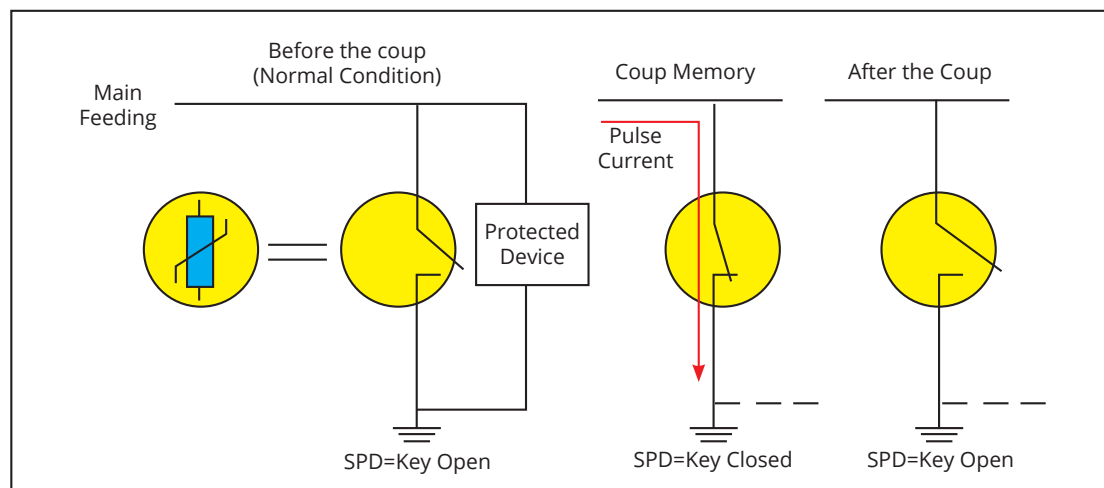 Before the coup
(Normal Condition)
Main
Feeding
Protected
Device
SPD=Key Open
Coup Memory
Pulse
Current
SPD=Key Closed
After the Coup
SPD=Key Open